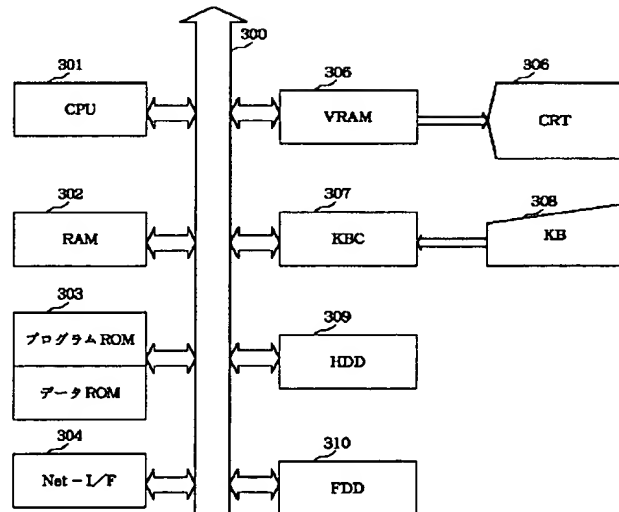 300
301
CPU
305
VRAM
306
CRT
302
RAM
307
KBC
308
KB
303
プログラムROM
データROM
309
HDD
304
Net-I/F
310
FDD